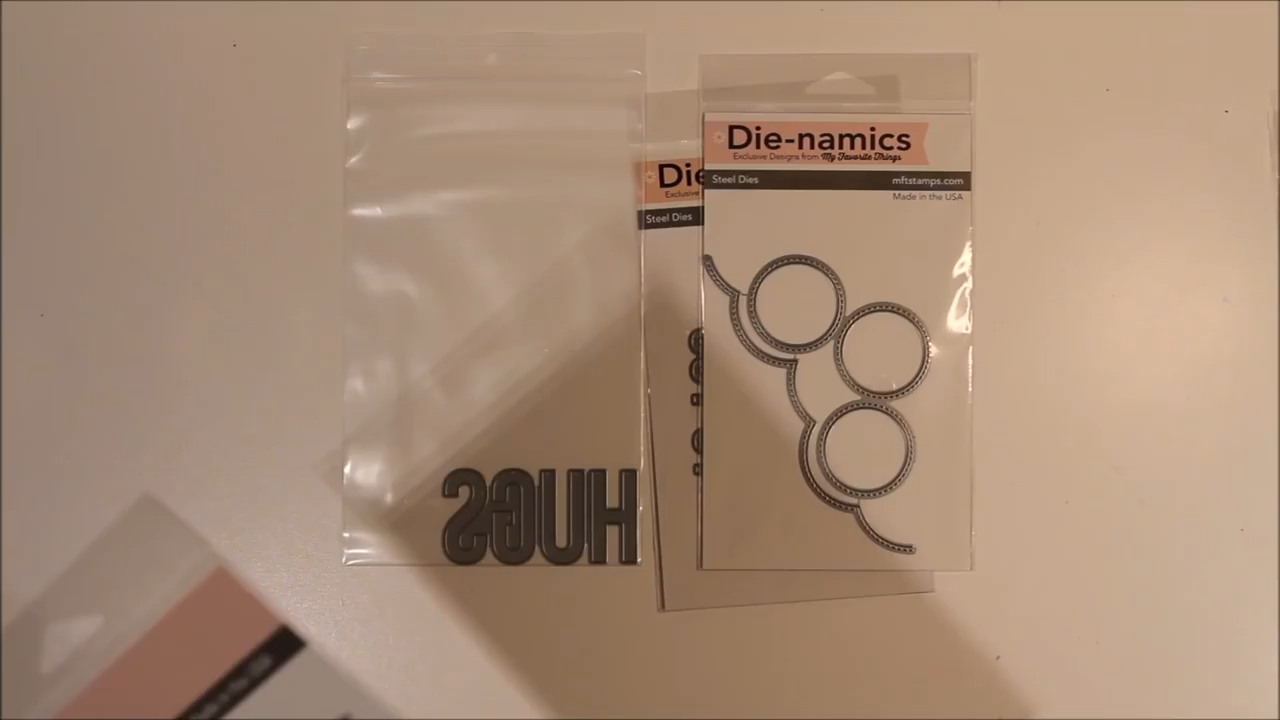 Die-namics
Exclusive Designs from My Favorite Things
Steel Dies
mftstamps.com
Made in the USA
Die
Exclusive
Steel Dies
HUGS